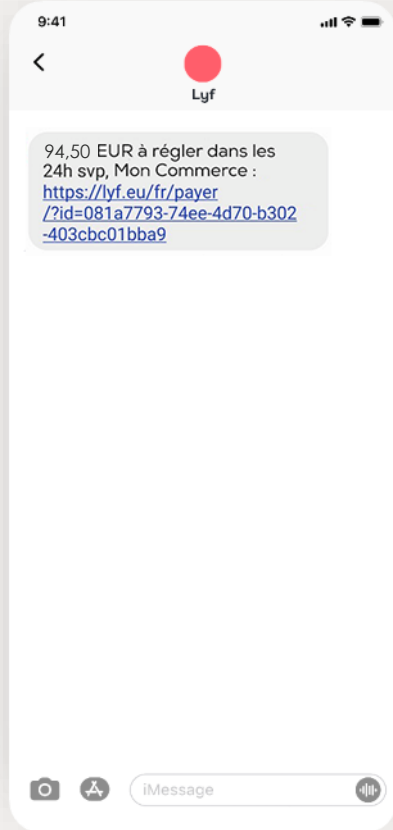 9:41
Lyf
94,50 EUR à régler dans les
24h svp, Mon Commerce :
https://lyf.eu/fr/payer
/?id=081a7793-74ee-4d70-b302
-403cbc01bba9
iMessage